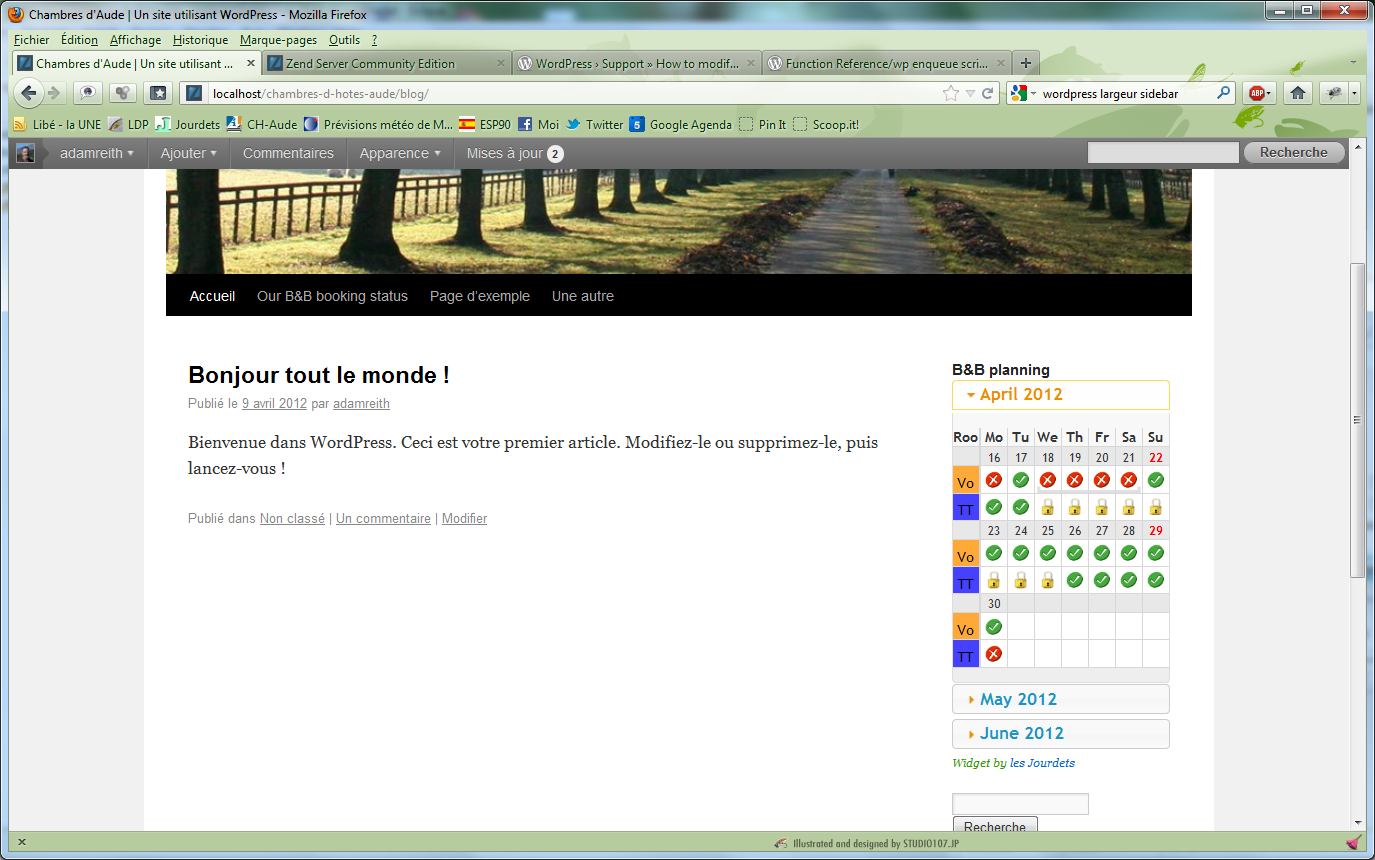 Chambres d'Aude | Un site utilisant WordPress - Mozilla Firefox
Fichier Édition Affichage Historique Marque-pages Outils ?
Chambres d'Aude | Un site utilisant ... Zend Server Community Edition WordPress › Support » How to modif... Function Reference/wp enqueue scri...
localhost/chambres-d-hotes-aude/blog/ wordpress largeur sidebar ABP
Libé - la UNE LDP Jourdets CH-Aude Prévisions météo de M... ESP90 Moi Twitter 5 Google Agenda Pin It Scoop.it!
adamreith Ajouter Commentaires Apparence Mises à jour 2 Recherche
Accueil Our B&B booking status Page d'exemple Une autre
Bonjour tout le monde !
Publié le 9 avril 2012 par adamreith
Bienvenue dans WordPress. Ceci est votre premier article. Modifiez-le ou supprimez-le, puis
lancez-vous !
Publié dans Non classé | Un commentaire | Modifier
B&B planning
April 2012
Roo Mo Tu We Th Fr Sa Su
16 17 18 19 20 21 22
Vo
TT
23 24 25 26 27 28 29
Vo
TT
30
Vo
TT
May 2012
June 2012
Widget by les Jourdets
Recherche
Illustrated and designed by STUDIO107.JP